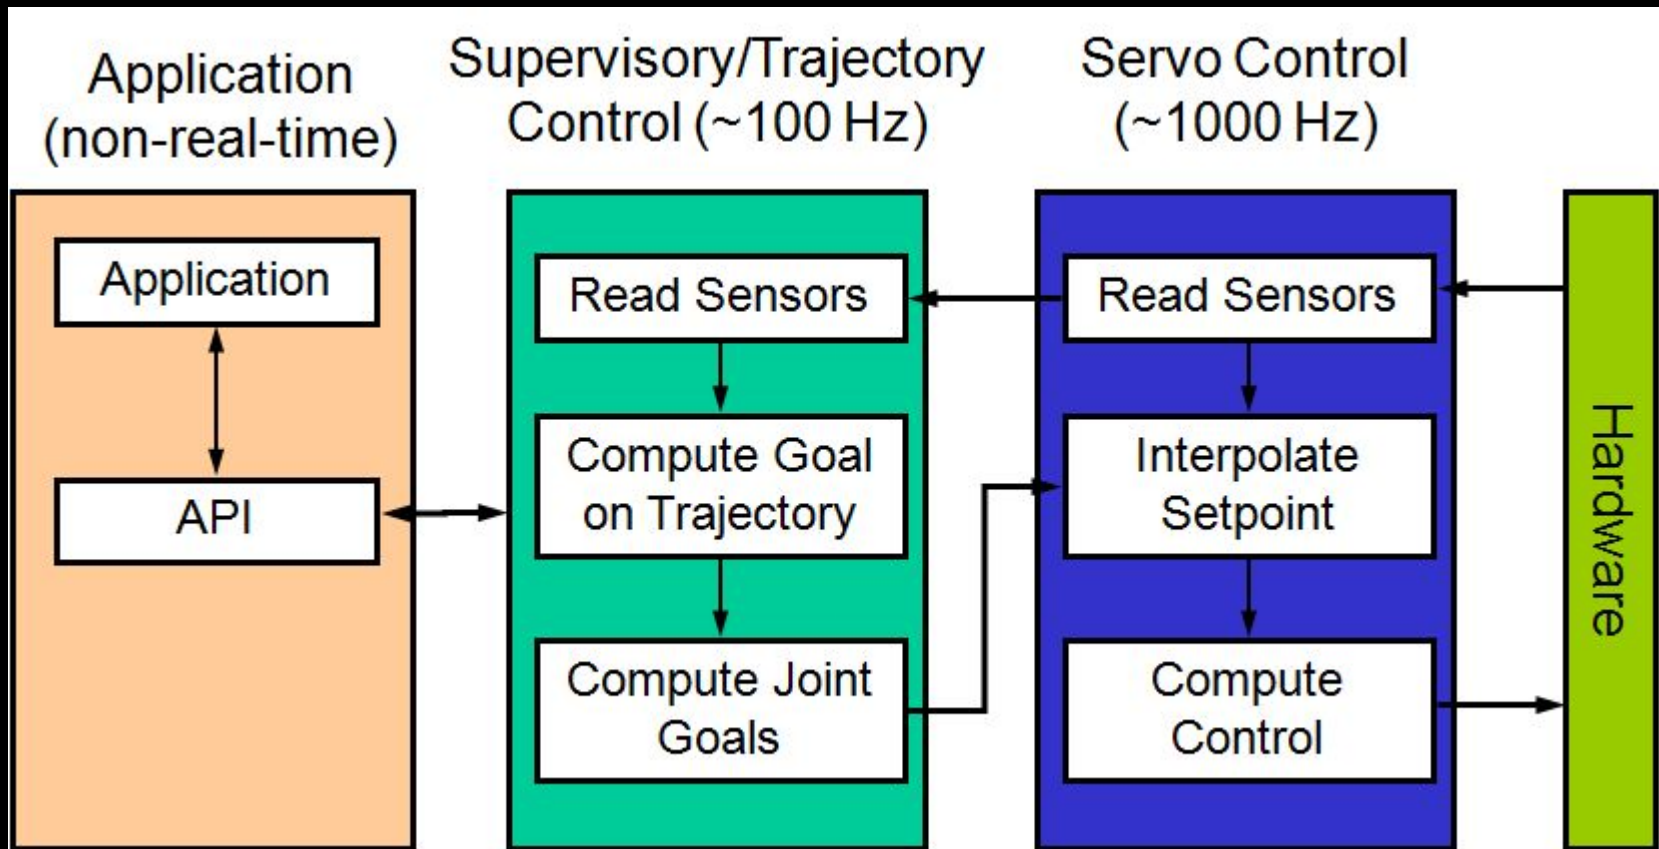 Application
(non-real-time)
Supervisory/Trajectory
Control (~100 Hz)
Servo Control
(~1000 Hz)
Application
API
Read Sensors
Compute Goal
on Trajectory
Compute Joint
Goals
Read Sensors
Interpolate
Setpoint
Compute
Control
Hardware